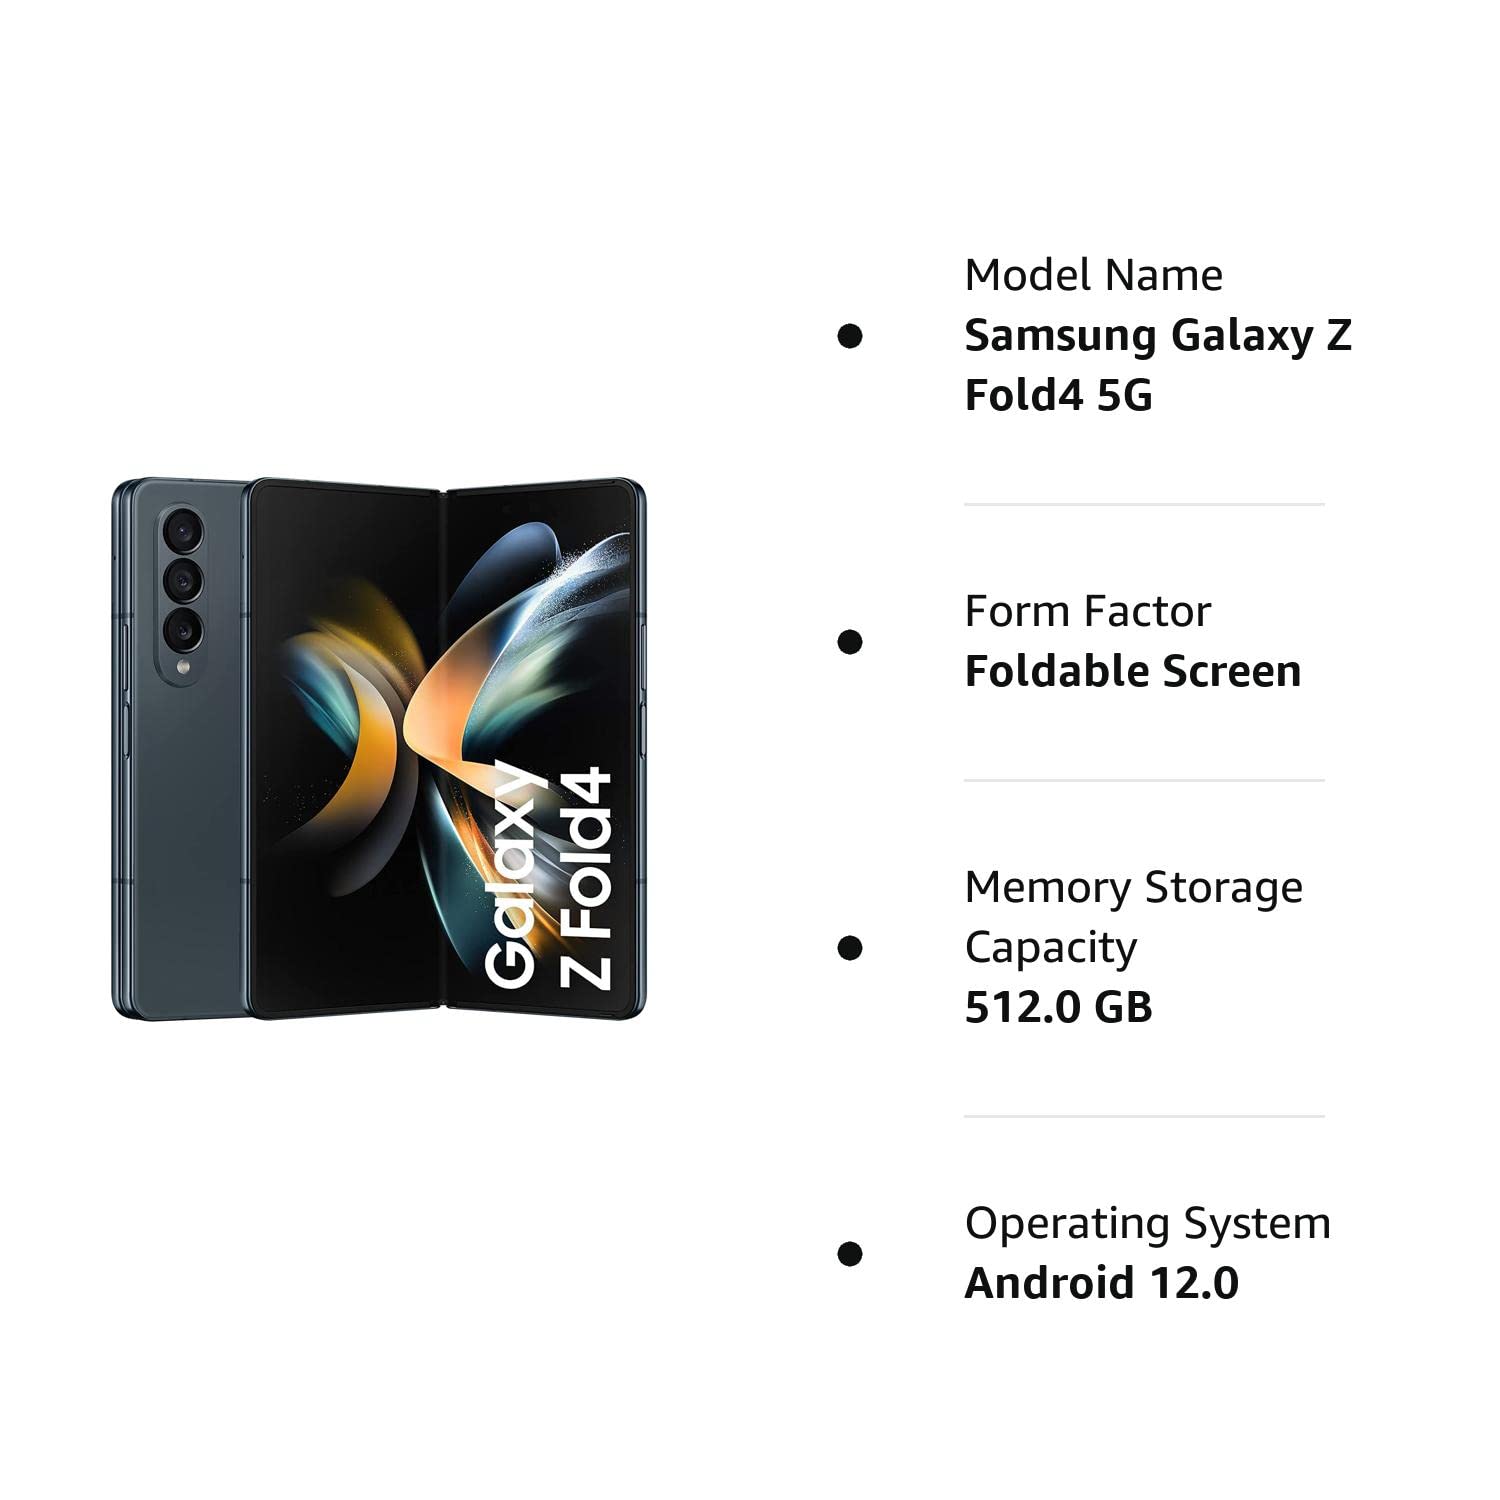 Galaxy
Z Fold4
Model Name
Samsung Galaxy Z
Fold4 5G
Form Factor
Foldable Screen
Memory Storage
Capacity
512.0 GB
Operating System
Android 12.0